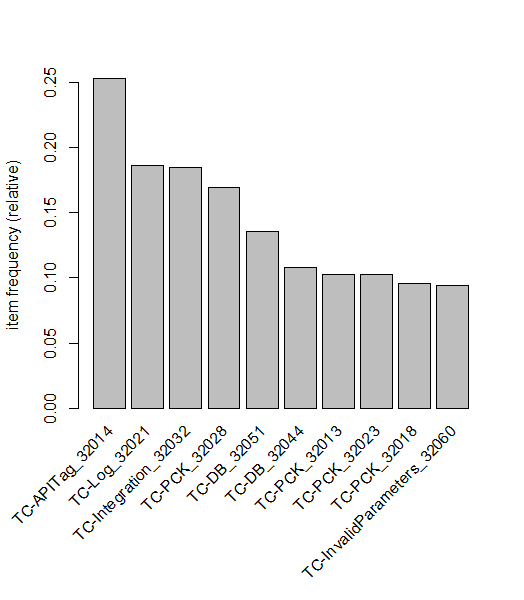 item frequency (relative)
0.25
0.20
0.15
0.10
0.05
0.00
TC-APITag_32014
TC-Log_32021
TC-Integration_32032
TC-PCK_32028
TC-DB_32051
TC-DB_32044
TC-PCK_32013
TC-PCK_32023
TC-PCK_32018
TC-InvalidParameters_32060